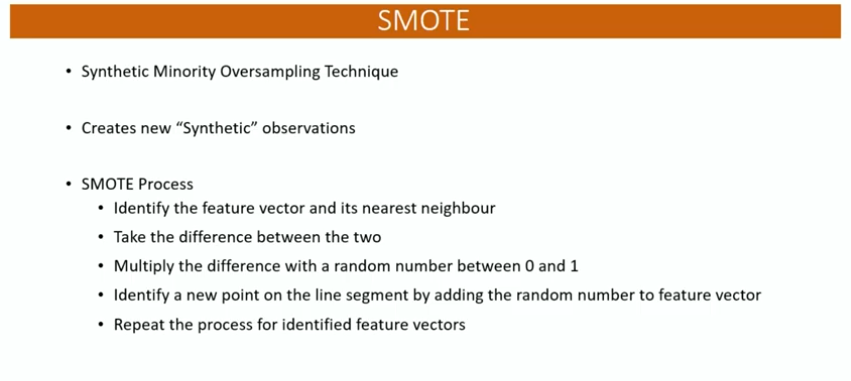 SMOTE
• Synthetic Minority Oversampling Technique
• Creates new “Synthetic” observations
• SMOTE Process
• Identify the feature vector and its nearest neighbour
• Take the difference between the two
• Multiply the difference with a random number between 0 and 1
• Identify a new point on the line segment by adding the random number to feature vector
• Repeat the process for identified feature vectors